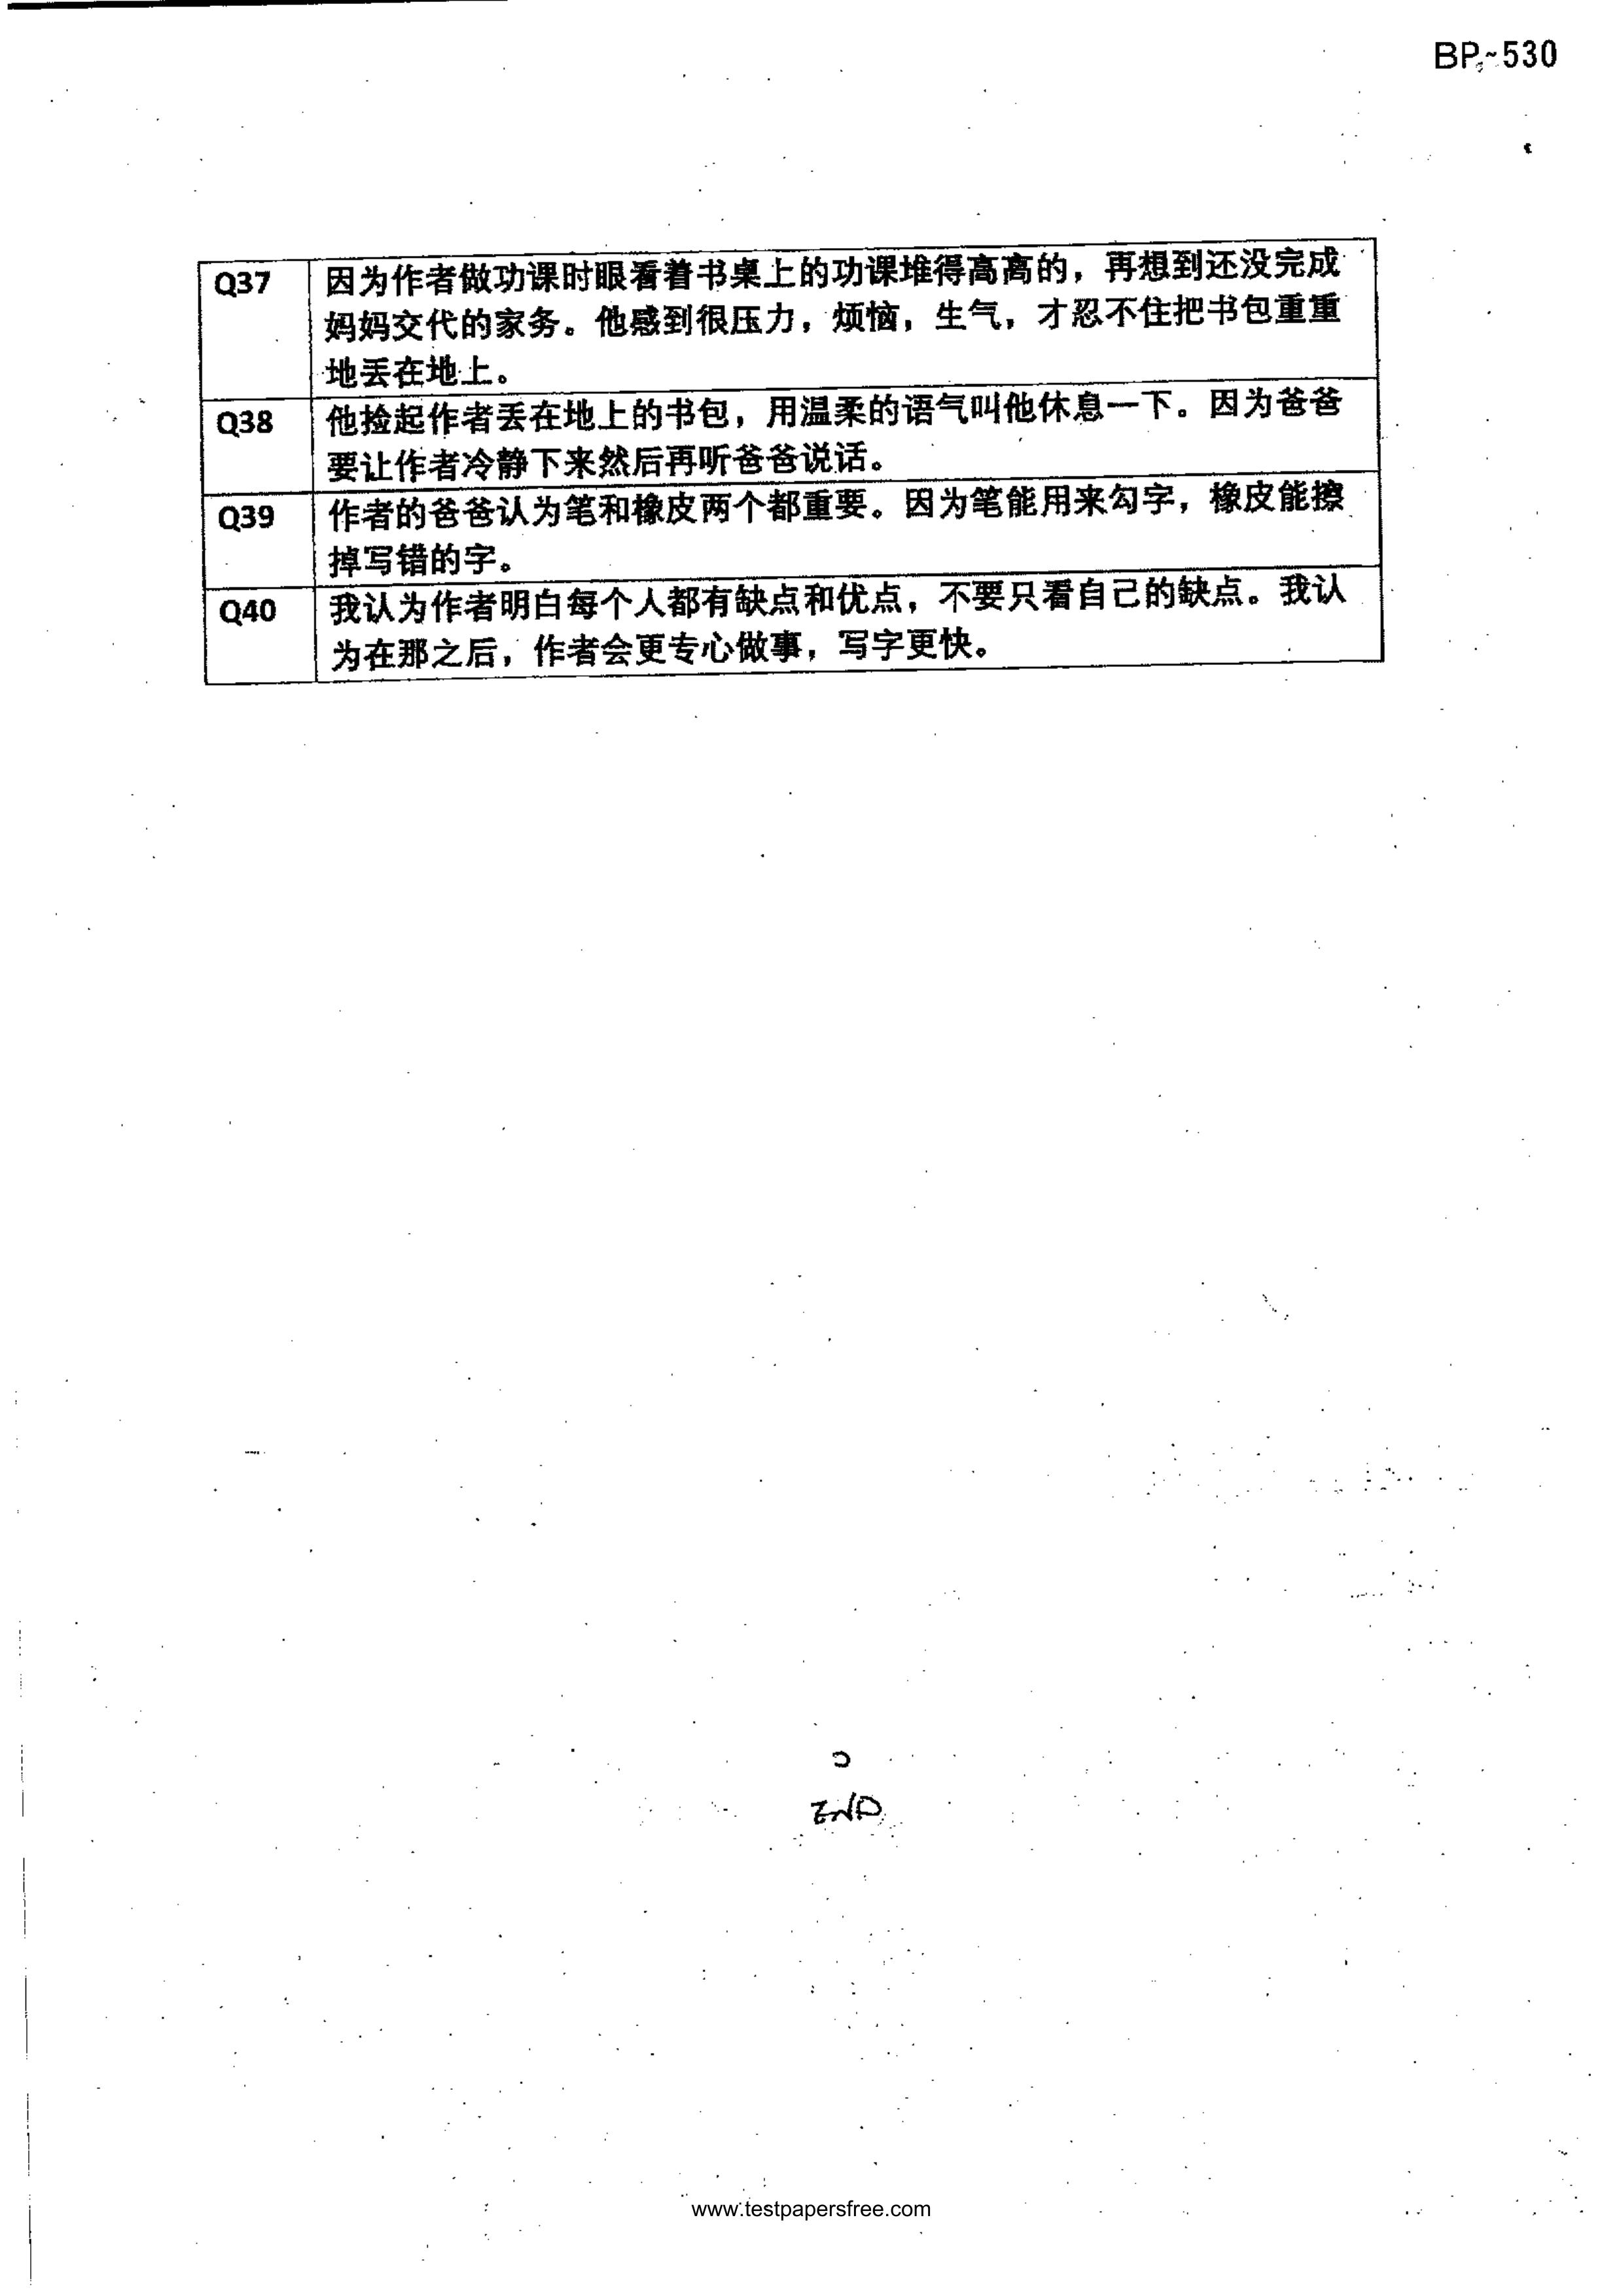 BP~530
Q37 因为作者做功课时眼看着书桌上的功课堆得高高的，再想到还没完成
妈妈交代的家务。他感到很压力，烦恼，生气，才忍不住把书包重重
地丢在地上。
Q38 他捡起作者丢在地上的书包，用温柔的语气叫他休息一下。因为爸爸
要让作者冷静下来然后再听爸爸说话。
Q39 作者的爸爸认为笔和橡皮两个都重要。因为笔能用来勾字，橡皮能擦
掉写错的字。
Q40 我认为作者明白每个人都有缺点和优点，不要只看自己的缺点。我认
为在那之后，作者会更专心做事，写字更快。
END
www.testpapersfree.com